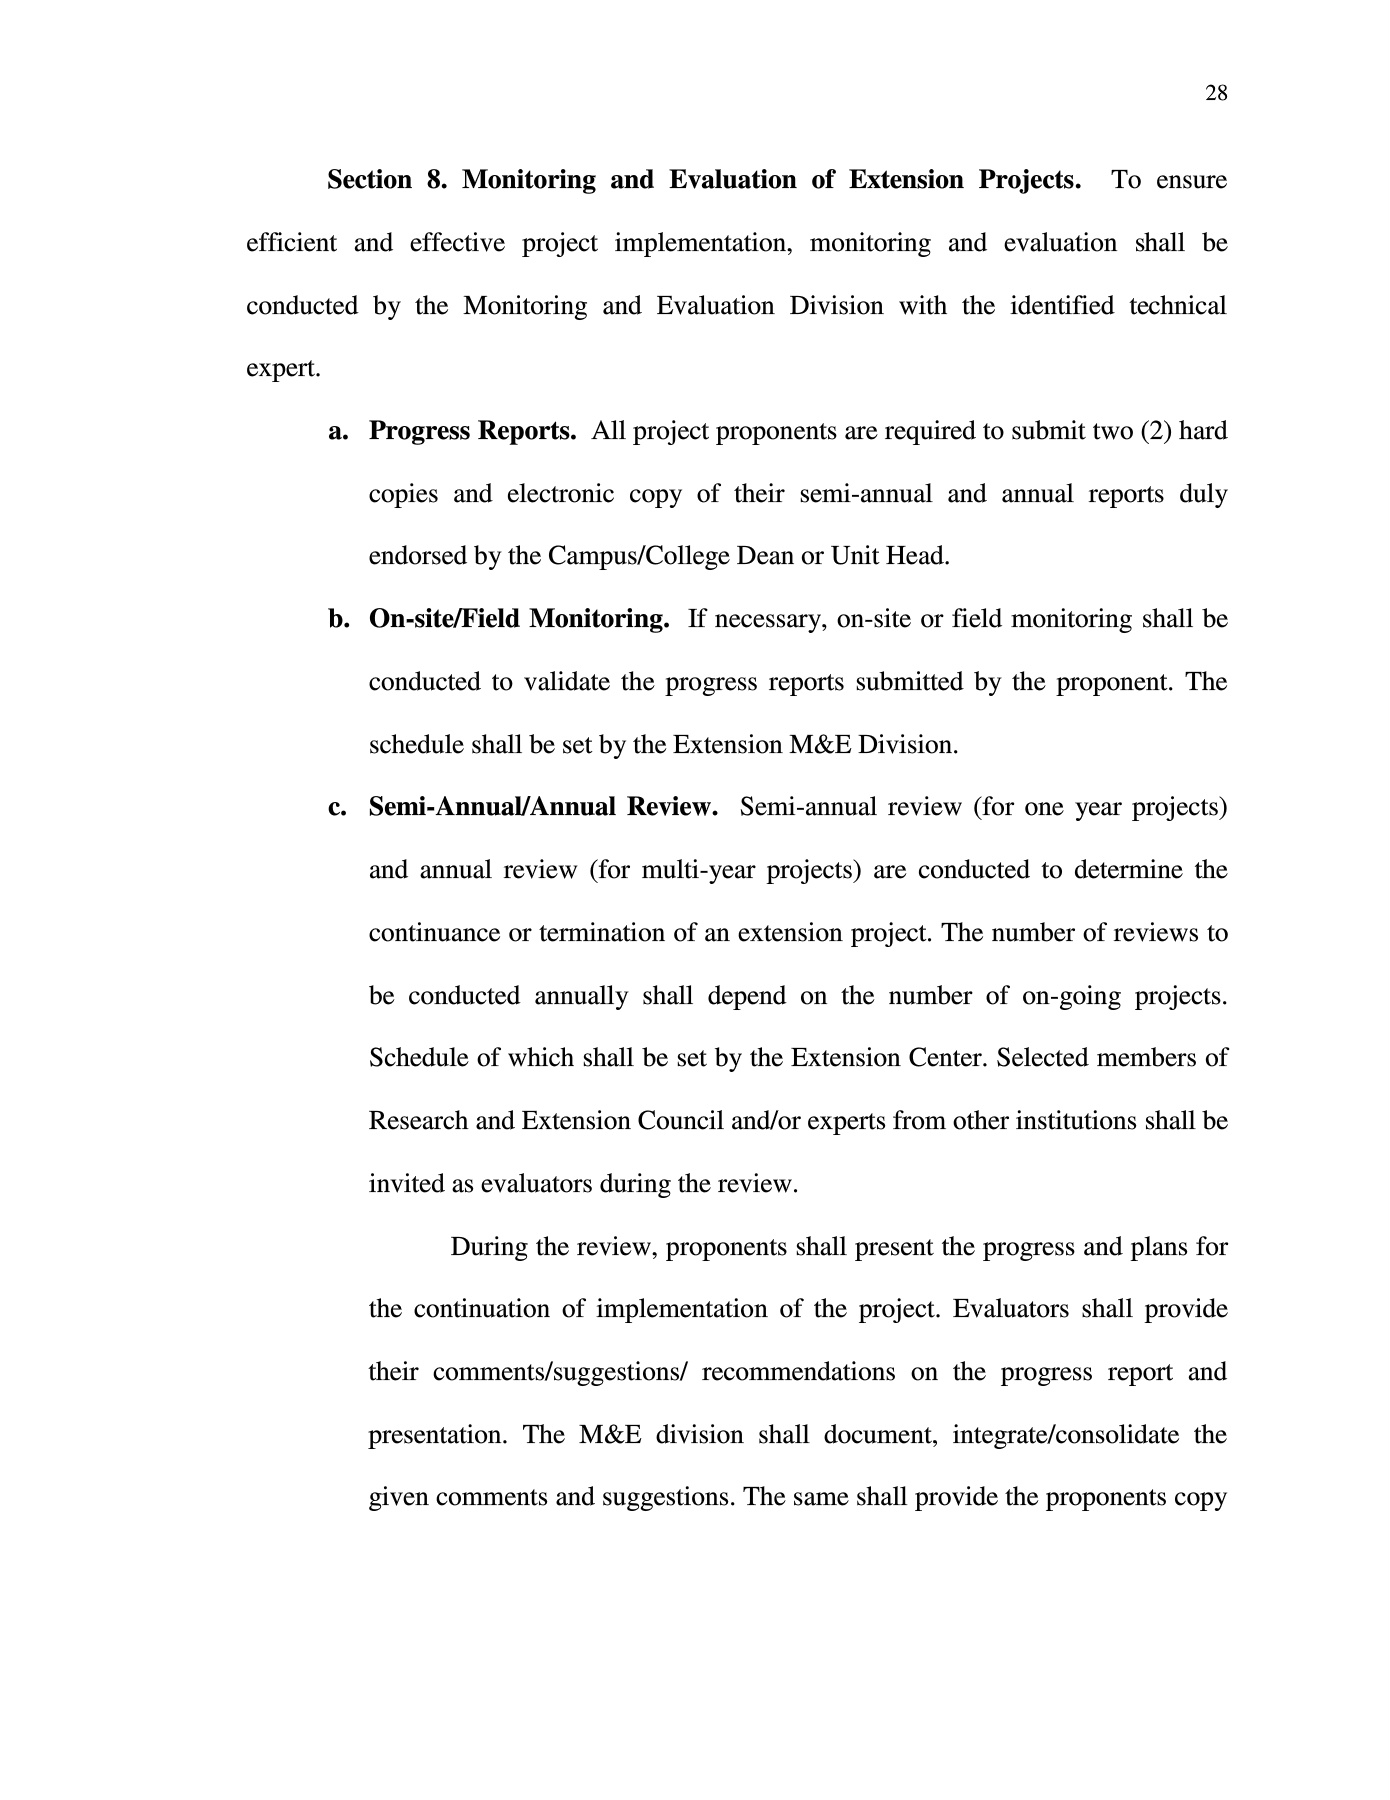 28
Section 8. Monitoring and Evaluation of Extension Projects. To ensure
efficient and effective project implementation, monitoring and evaluation shall be
conducted by the Monitoring and Evaluation Division with the identified technical
expert.
a. Progress Reports. All project proponents are required to submit two (2) hard
copies and electronic copy of their semi-annual and annual reports duly
endorsed by the Campus/College Dean or Unit Head.
b. On-site/Field Monitoring. If necessary, on-site or field monitoring shall be
conducted to validate the progress reports submitted by the proponent. The
schedule shall be set by the Extension M&E Division.
c. Semi-Annual/Annual Review. Semi-annual review (for one year projects)
and annual review (for multi-year projects) are conducted to determine the
continuance or termination of an extension project. The number of reviews to
be conducted annually shall depend on the number of on-going projects.
Schedule of which shall be set by the Extension Center. Selected members of
Research and Extension Council and/or experts from other institutions shall be
invited as evaluators during the review.
During the review, proponents shall present the progress and plans for
the continuation of implementation of the project. Evaluators shall provide
their comments/suggestions/ recommendations on the progress report and
presentation. The M&E division shall document, integrate/consolidate the
given comments and suggestions. The same shall provide the proponents copy